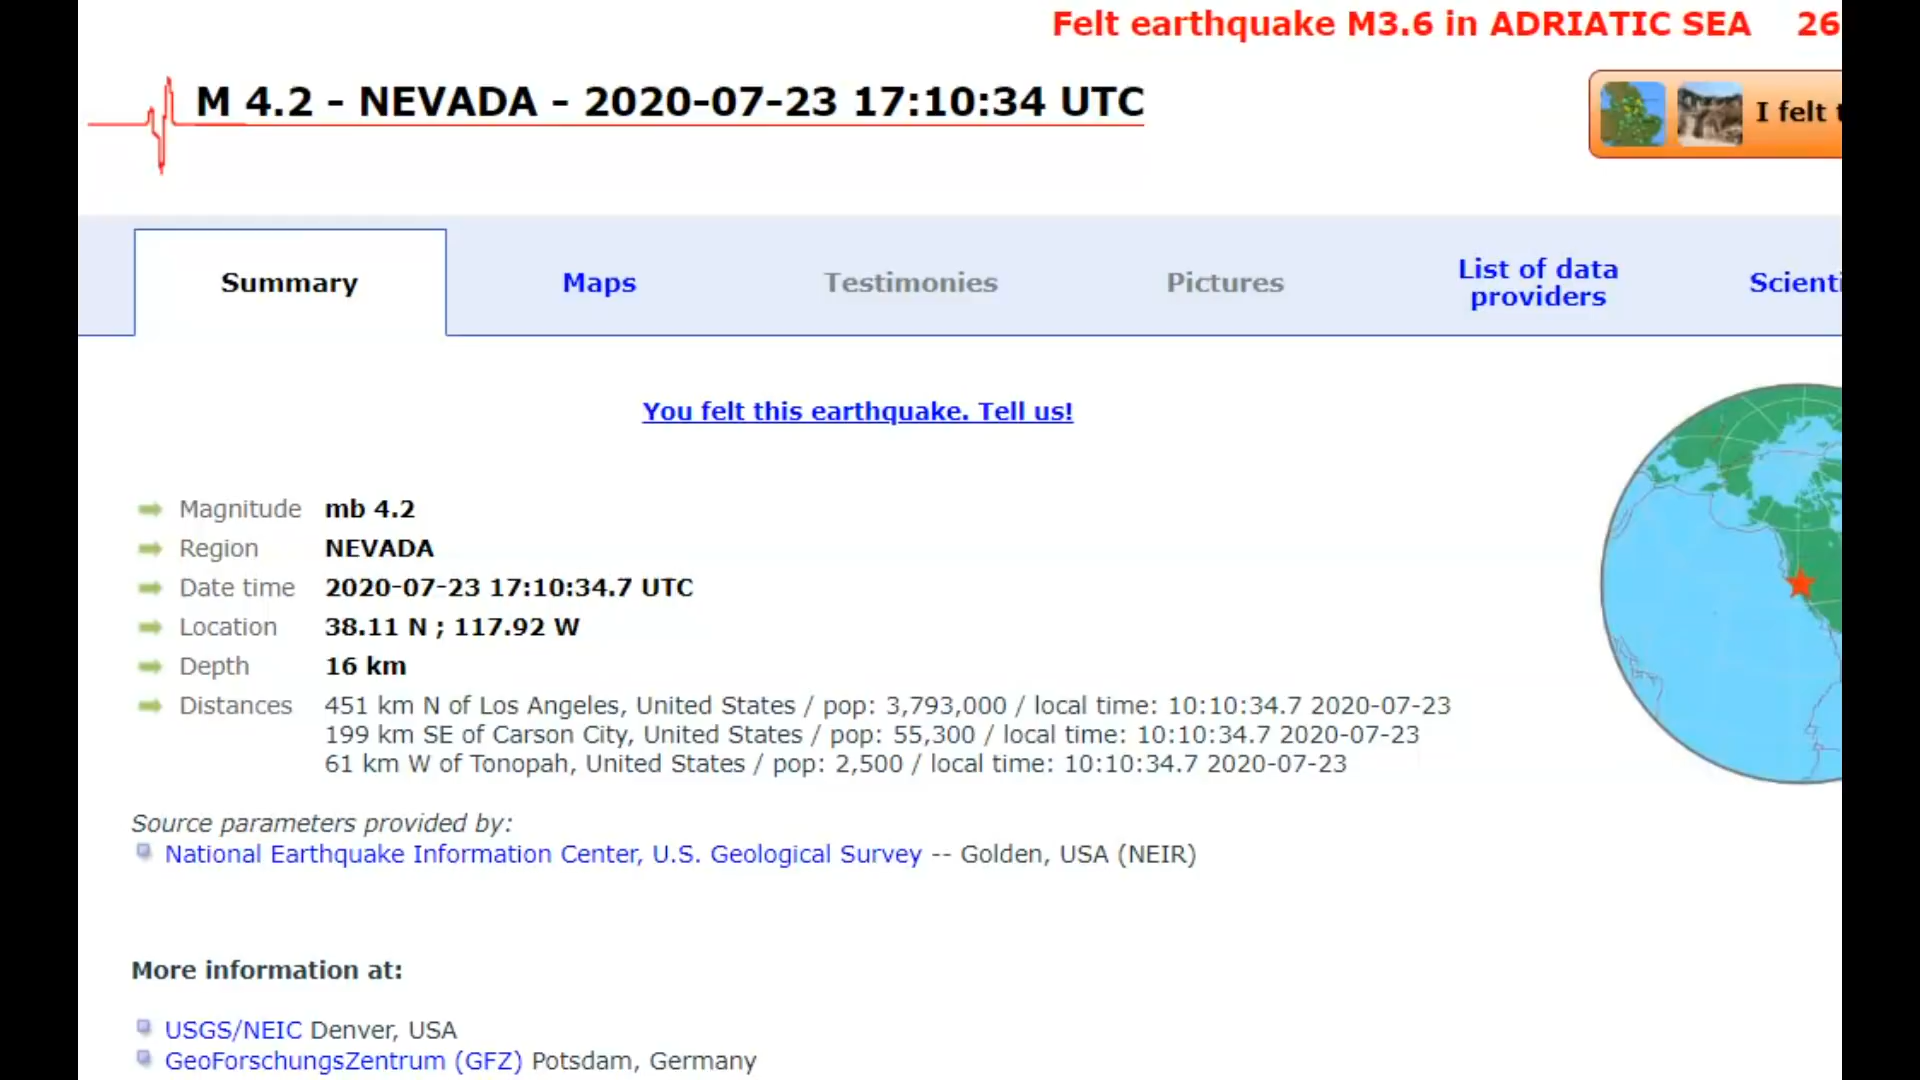 Felt earthquake M3.6 in ADRIATIC SEA 26
M 4.2 - NEVADA - 2020-07-23 17:10:34 UTC
I felt
Summary
Maps
Testimonies
Pictures
List of data
providers
Scienti
You felt this earthquake. Tell us!
Magnitude mb 4.2
Region NEVADA
Date time 2020-07-23 17:10:34.7 UTC
Location 38.11 N ; 117.92 W
Depth 16 km
Distances 451 km N of Los Angeles, United States / pop: 3,793,000 / local time: 10:10:34.7 2020-07-23
199 km SE of Carson City, United States / pop: 55,300 / local time: 10:10:34.7 2020-07-23
61 km W of Tonopah, United States / pop: 2,500 / local time: 10:10:34.7 2020-07-23
Source parameters provided by:
National Earthquake Information Center, U.S. Geological Survey -- Golden, USA (NEIR)
More information at:
USGS/NEIC Denver, USA
GeoForschungsZentrum (GFZ) Potsdam, Germany